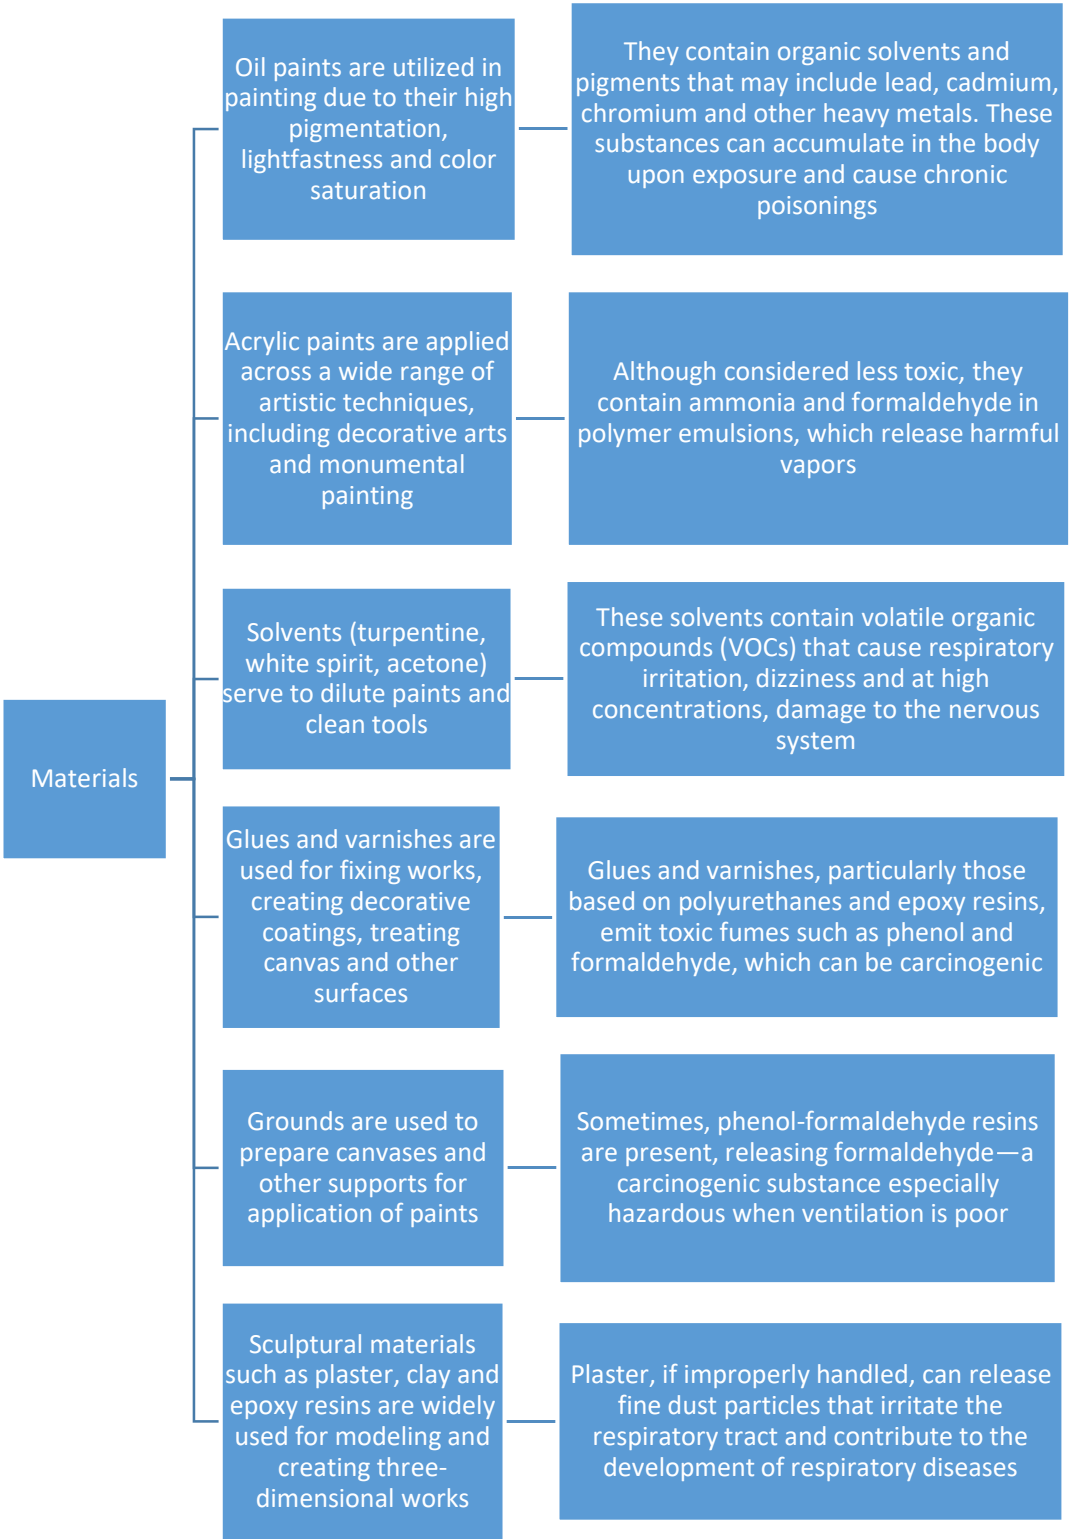 Oil paints are utilized in
painting due to their high
pigmentation,
lightfastness and color
saturation
They contain organic solvents and
pigments that may include lead, cadmium,
chromium and other heavy metals. These
substances can accumulate in the body
upon exposure and cause chronic
poisonings
Acrylic paints are applied
across a wide range of
artistic techniques,
including decorative arts
and monumental
painting
Although considered less toxic, they
contain ammonia and formaldehyde in
polymer emulsions, which release harmful
vapors
Solvents (turpentine,
white spirit, acetone)
serve to dilute paints and
clean tools
These solvents contain volatile organic
compounds (VOCs) that cause respiratory
irritation, dizziness and at high
concentrations, damage to the nervous
system
Materials
Glues and varnishes are
used for fixing works,
creating decorative
coatings, treating
canvas and other
surfaces
Glues and varnishes, particularly those
based on polyurethanes and epoxy resins,
emit toxic fumes such as phenol and
formaldehyde, which can be carcinogenic
Grounds are used to
prepare canvases and
other supports for
application of paints
Sometimes, phenol-formaldehyde resins
are present, releasing formaldehyde—a
carcinogenic substance especially
hazardous when ventilation is poor
Sculptural materials
such as plaster, clay and
epoxy resins are widely
used for modeling and
creating three-
dimensional works
Plaster, if improperly handled, can release
fine dust particles that irritate the
respiratory tract and contribute to the
development of respiratory diseases